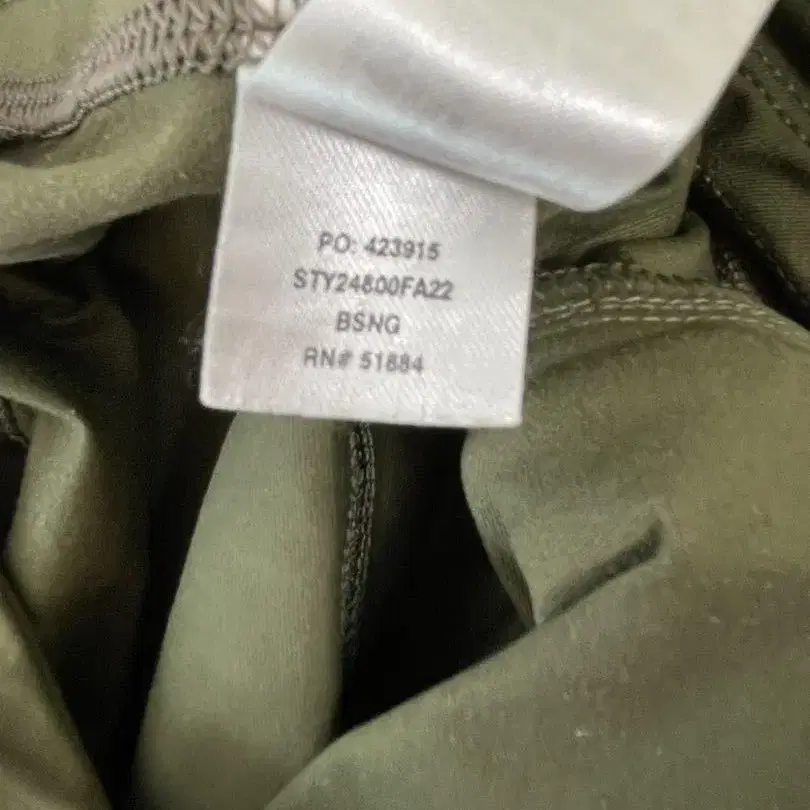 PO: 423915
STY24800FA22
BSNG
RN# 51884